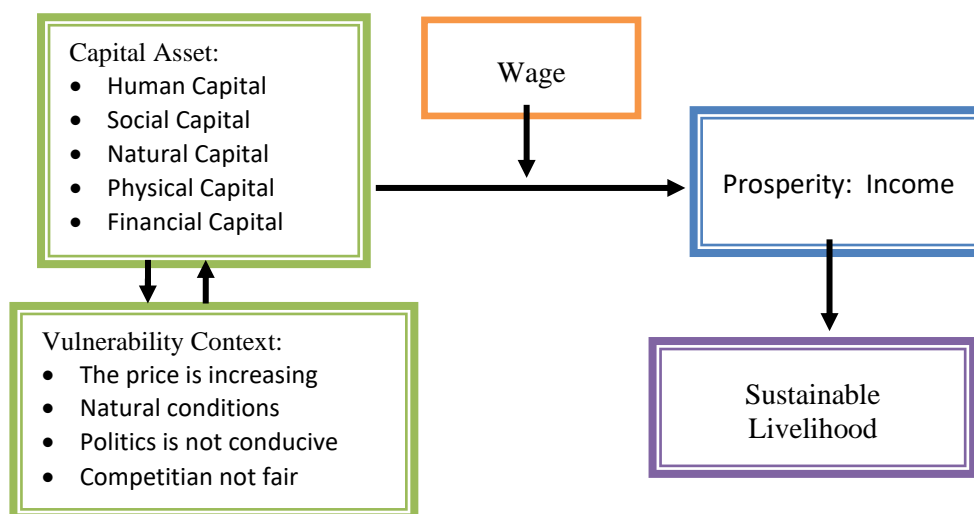 Capital Asset:
• Human Capital
• Social Capital
• Natural Capital
• Physical Capital
• Financial Capital
Wage
Prosperity: Income
Vulnerability Context:
• The price is increasing
• Natural conditions
• Politics is not conducive
• Competitian not fair
Sustainable
Livelihood